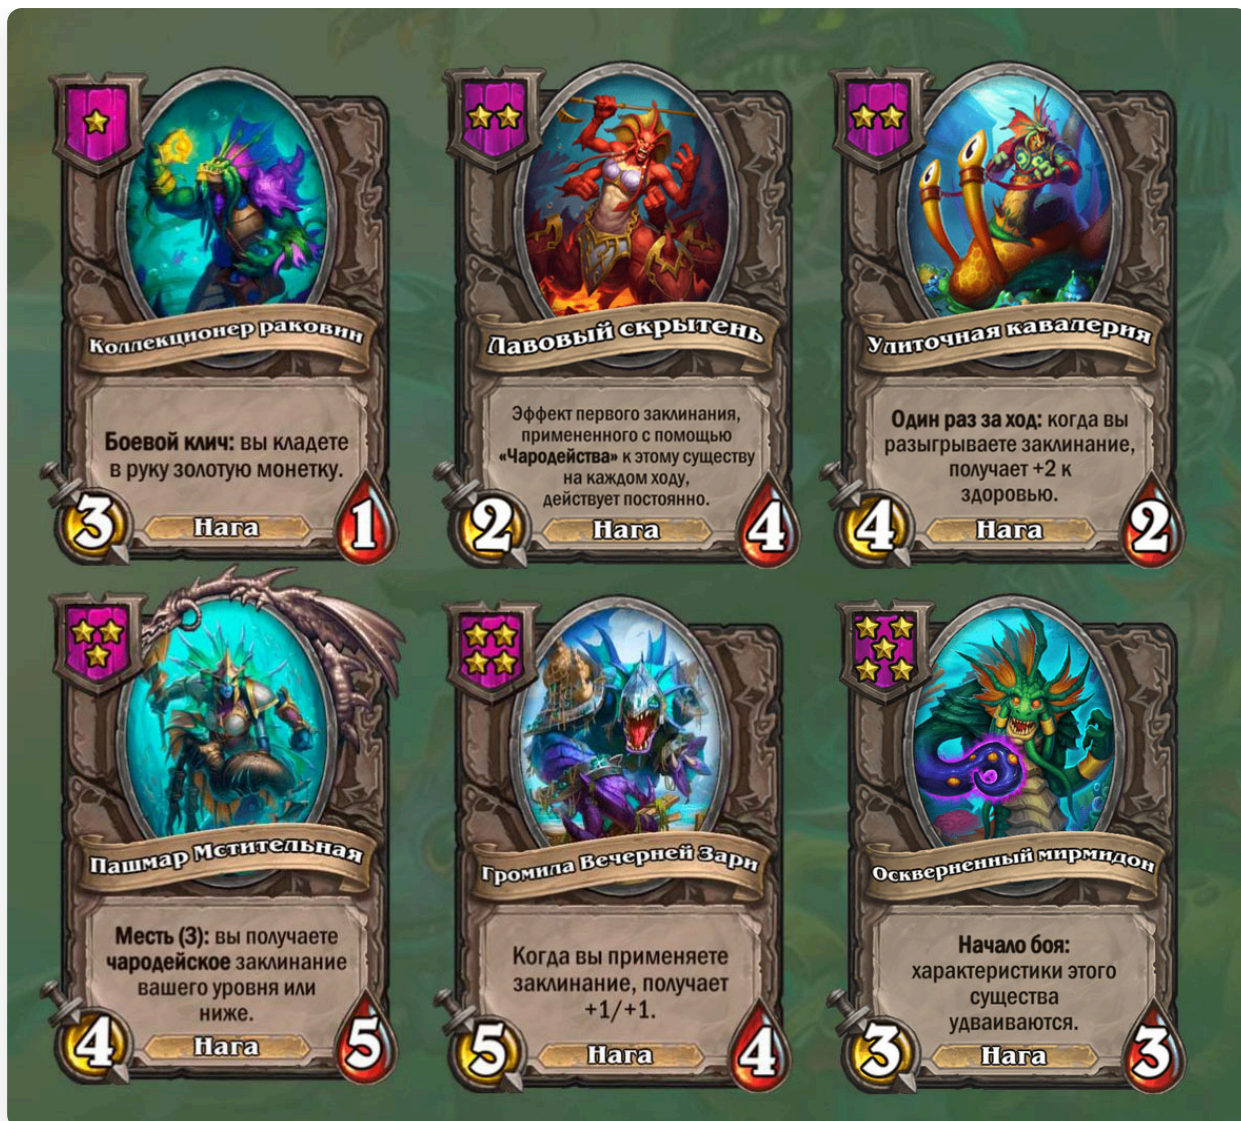 Коллекционер раковин
Боевой клич: вы кладете
в руку золотую монетку.
3
Нага
1
Лавовый скрытень
Эффект первого заклинания,
примененного с помощью
«Чародейства» к этому существу
на каждом ходу,
действует постоянно.
2
Нага
4
Улиточная кавалерия
Один раз за ход: когда вы
разыгрываете заклинание,
получает +2 к
здоровью.
4
Нага
2
Пашмар Мстительная
Месть (3): вы получаете
чародейское заклинание
вашего уровня или
ниже.
4
Нага
5
Громила Вечерней Зари
Когда вы применяете
заклинание, получает
+1/+1.
5
Нага
4
Оскверненный мирмидон
Начало боя:
характеристики этого
существа
удваиваются.
3
Нага
3